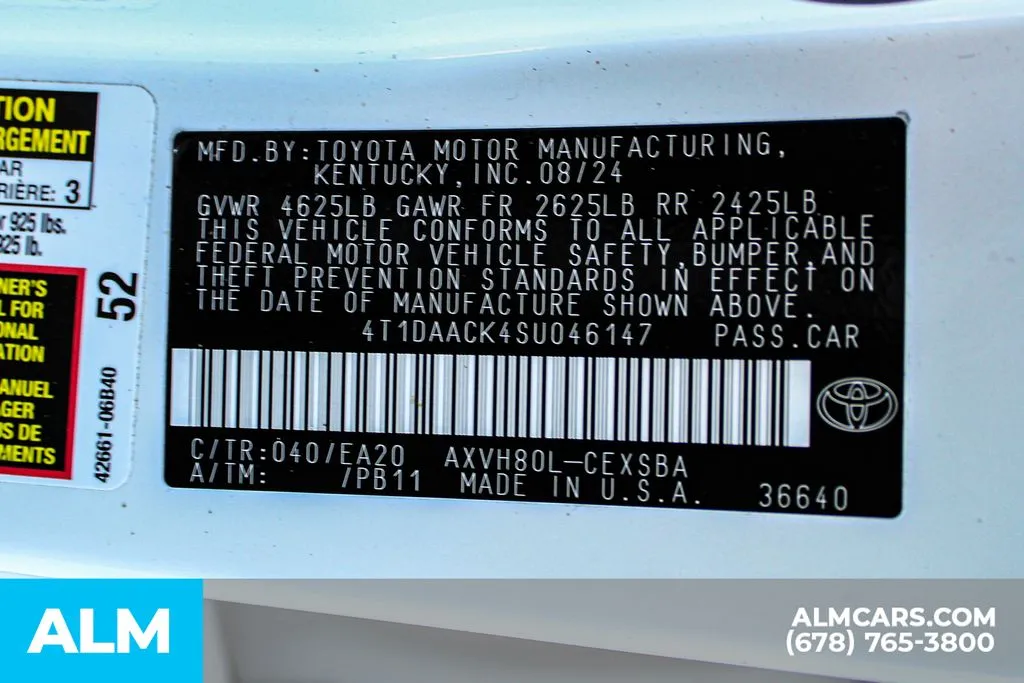 TION
RGEMENT
AR
RIÈRE: 3
r 925 lbs.
325 lb.
NER'S
L FOR
ONAL
ATION
ANUEL
AGER
US DE
MENTS
52
42661-06B40
MFD.BY:TOYOTA MOTOR MANUFACTURING,
KENTUCKY,INC.08/24
GVWR 4625LB GAWR FR 2625LB RR 2425LB
THIS VEHICLE CONFORMS TO ALL APPLICABLE
FEDERAL MOTOR VEHICLE SAFETY,BUMPER,AND
THEFT PREVENTION STANDARDS IN EFFECT ON
THE DATE OF MANUFACTURE SHOWN ABOVE.
4T1DAACK4SU046147 PASS.CAR
C/TR:040/EA20 AXVH80L-CEXSBA
A/TM: /PB11 MADE IN U.S.A. 36640
ALM
ALMCARS.COM
(678) 765-3800